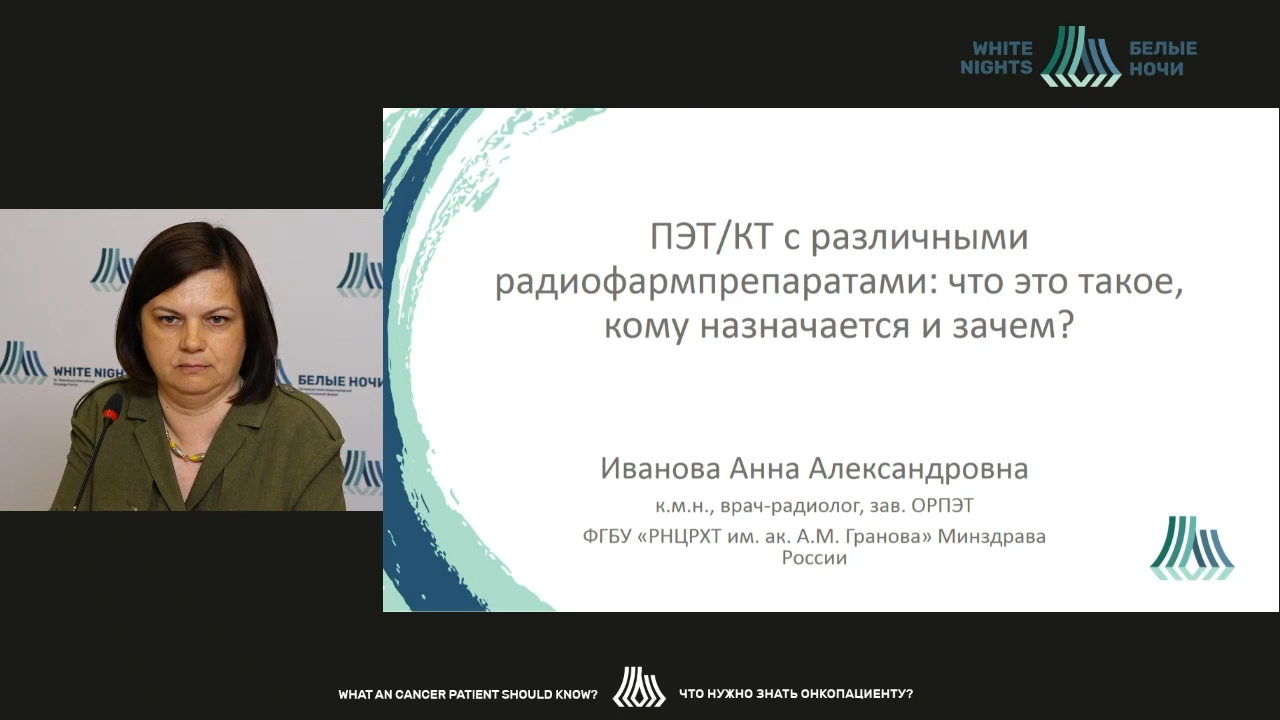 WHITE
NIGHTS
БЕЛЫЕ
НОЧИ
ПЭТ/КТ с различными
радиофармпрепаратами: что это такое,
кому назначается и зачем?
WHITE NIGH
БЕЛЫЕ НОЧИ
Иванова Анна Александровна
к.м.н., врач-радиолог, зав. ОРПЭТ
ФГБУ «РНЦРХТ им. ак. А.М. Гранова» Минздрава
России
WHAT AN CANCER PATIENT SHOULD KNOW?
ЧТО НУЖНО ЗНАТЬ ОНКОПАЦИЕНТУ?